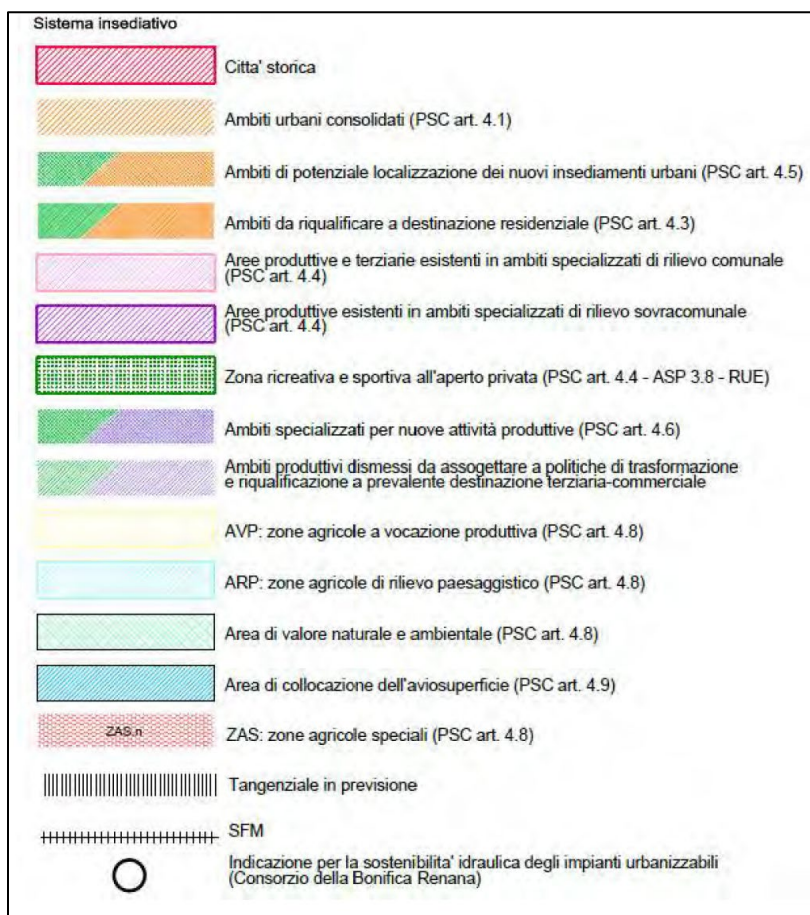 Sistema insediativo
Citta' storica
Ambiti urbani consolidati (PSC art. 4.1)
Ambiti di potenziale localizzazione dei nuovi insediamenti urbani (PSC art. 4.5)
Ambiti da riqualificare a destinazione residenziale (PSC art. 4.3)
Aree produttive e terziarie esistenti in ambiti specializzati di rilievo comunale
(PSC art. 4.4)
Aree produttive esistenti in ambiti specializzati di rilievo sovracomunale
(PSC art. 4.4)
Zona ricreativa e sportiva all'aperto privata (PSC art. 4.4 - ASP 3.8 - RUE)
Ambiti specializzati per nuove attività produttive (PSC art. 4.6)
Ambiti produttivi dismessi da assogettare a politiche di trasformazione
e riqualificazione a prevalente destinazione terziaria-commerciale
AVP: zone agricole a vocazione produttiva (PSC art. 4.8)
ARP: zone agricole di rilievo paesaggistico (PSC art. 4.8)
Area di valore naturale e ambientale (PSC art. 4.8)
Area di collocazione dell'aviosuperficie (PSC art. 4.9)
ZAS.n
ZAS: zone agricole speciali (PSC art. 4.8)
Tangenziale in previsione
SFM
Indicazione per la sostenibilita' idraulica degli impianti urbanizzabili
(Consorzio della Bonifica Renana)